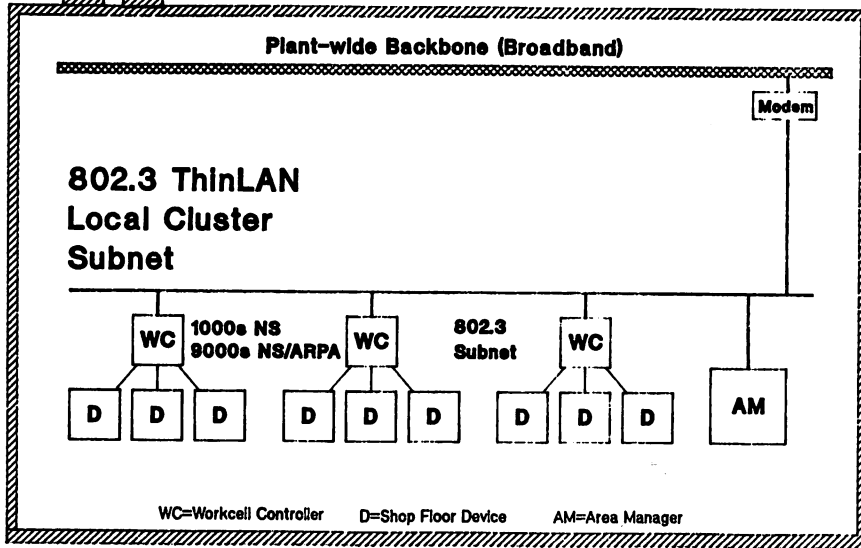 Plant-wide Backbone (Broadband)
Modem
802.3 ThinLAN
Local Cluster
Subnet
WC
1000s NS
9000s NS/ARPA
WC
802.3
Subnet
WC
D D D D D D D D D
AM
WC=Workcell Controller D=Shop Floor Device AM=Area Manager